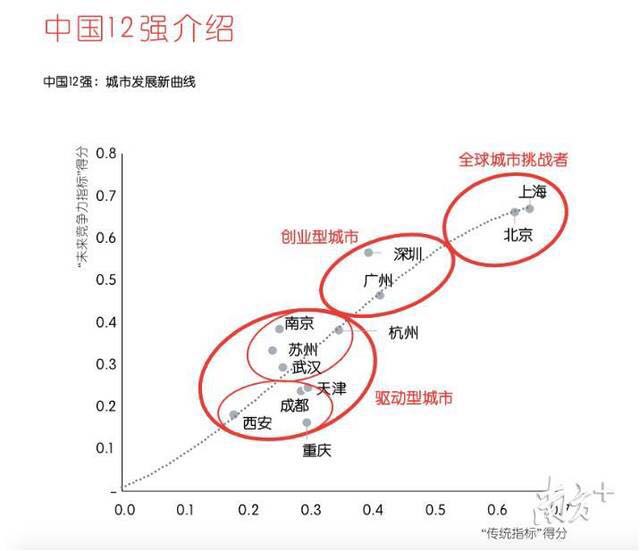 中国12强介绍
中国12强：城市发展新曲线
“未来竞争力指标”得分
0.8
0.7
0.6
0.5
0.4
0.3
0.2
0.1
-
全球城市挑战者
上海
北京
创业型城市
深圳
广州
南京
杭州
苏州
武汉
天津
驱动型城市
成都
西安
重庆
0.0
0.1
0.2
0.3
0.4
0.5
0.6
0.7
“传统指标”得分
南方+